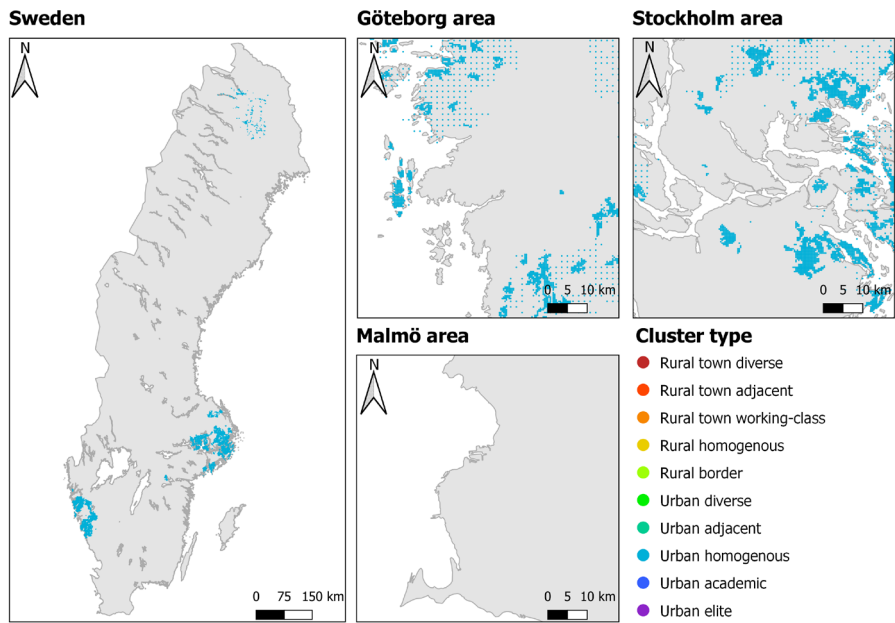 Sweden
N
0 75 150 km
Göteborg area
N
0 5 10 km
Stockholm area
N
0 5 10 km
Malmö area
N
0 5 10 km
Cluster type
Rural town diverse
Rural town adjacent
Rural town working-class
Rural homogenous
Rural border
Urban diverse
Urban adjacent
Urban homogenous
Urban academic
Urban elite